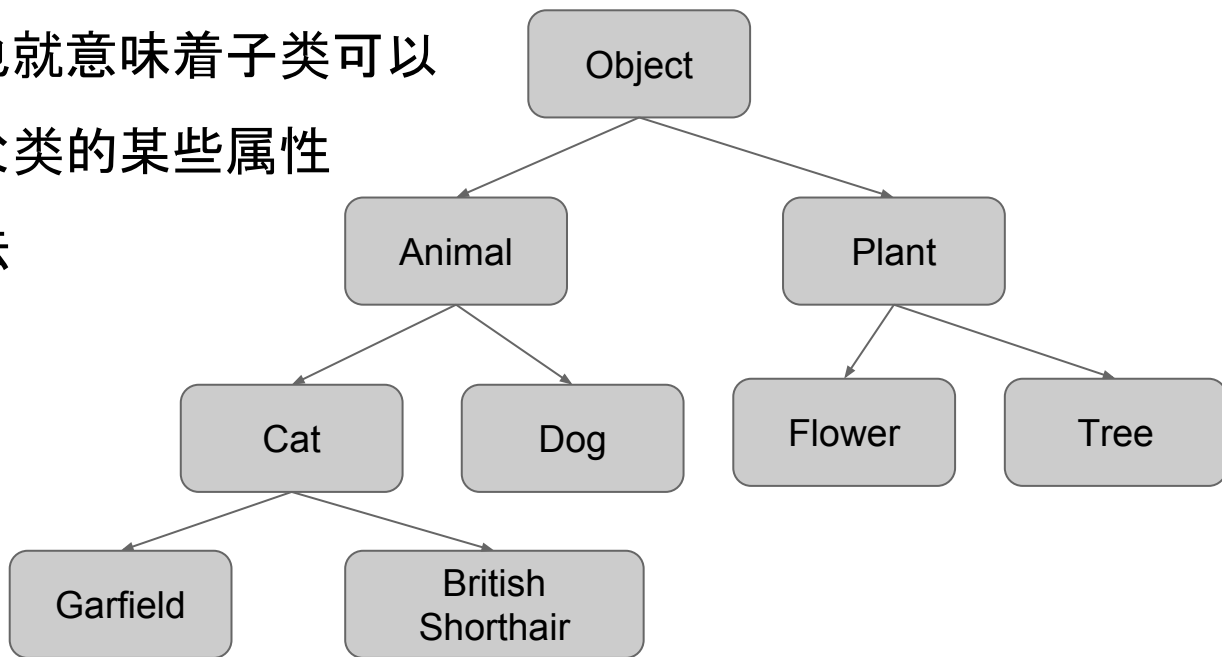 就意味着子类可以
类的某些属性
Object
Animal
Plant
Cat
Dog
Flower
Tree
Garfield
British
Shorthair